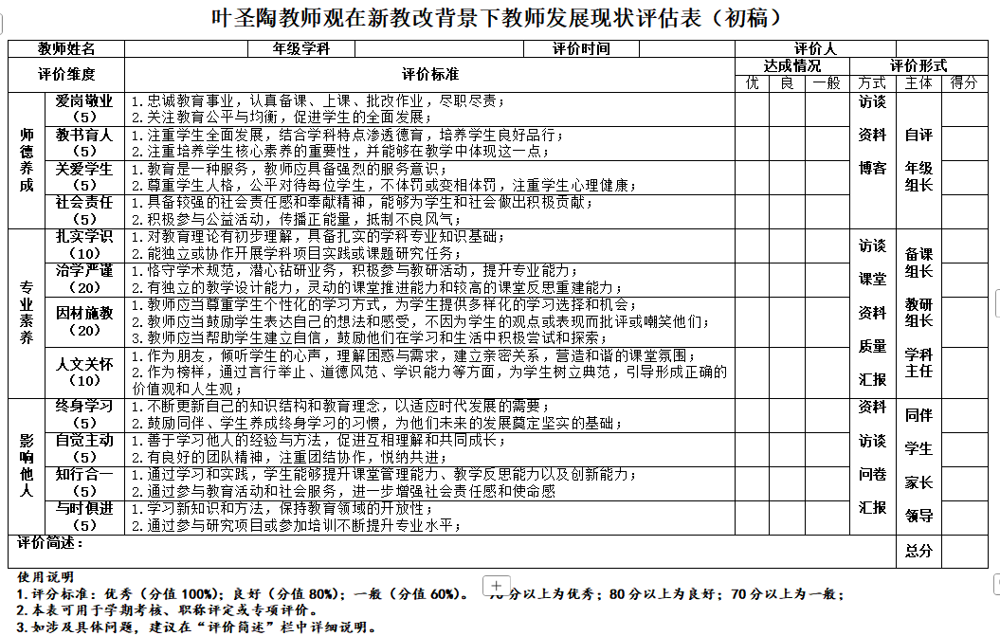 叶圣陶教师观在新教改背景下教师发展现状评估表（初稿）
教师姓名 年级学科 评价时间 评价人
评价维度 评价标准 达成情况 评价形式
优 良 一般 方式 主体 得分
师德养成
爱岗敬业（5）
1.忠诚教育事业，认真备课、上课、批改作业，尽职尽责；
2.关注教育公平与均衡，促进学生的全面发展；
教书育人（5）
1.注重学生全面发展，结合学科特点渗透德育，培养学生良好品行；
2.注重培养学生核心素养的重要性，并能够在教学中体现这一点；
关爱学生（5）
1.教育是一种服务，教师应具备强烈的服务意识；
2.尊重学生人格，公平对待每位学生，不体罚或变相体罚，注重学生心理健康；
社会责任（5）
1.具备较强的社会责任感和奉献精神，能够为学生和社会做出积极贡献；
2.积极参与公益活动，传播正能量，抵制不良风气；
访谈
资料
博客
自评
年级组长
专业素养
扎实学识（10）
1.对教育理论有初步理解，具备扎实的学科专业知识基础；
2.能独立或协作开展学科项目实践或课题研究任务；
治学严谨（20）
1.恪守学术规范，潜心钻研业务，积极参与教研活动，提升专业能力；
2.有独立的教学设计能力，灵动的课堂推进能力和较高的课堂反思重建能力；
因材施教（20）
1.教师应当尊重学生个性化的学习方式，为学生提供多样化的学习选择和机会；
2.教师应当鼓励学生表达自己的想法和感受，不因为学生的观点或表现而批评或嘲笑他们；
3.教师应当帮助学生建立自信，鼓励他们在学习和生活中积极尝试和探索；
人文关怀（10）
1.作为朋友，倾听学生的心声，理解困惑与需求，建立亲密关系，营造和谐的课堂氛围；
2.作为榜样，通过言行举止、道德风范、学识能力等方面，为学生树立典范，引导形成正确的
价值观和人生观；
访谈
课堂
资料
质量
汇报
备课组长
教研组长
学科主任
影响他人
终身学习（5）
1.不断更新自己的知识结构和教育理念，以适应时代发展的需要；
2.鼓励同伴、学生养成终身学习的习惯，为他们未来的发展奠定坚实的基础；
自觉主动（5）
1.善于学习他人的经验与方法，促进互相理解和共同成长；
2.有良好的团队精神，注重团结协作，悦纳共进；
知行合一（5）
1.通过学习和实践，学生能够提升课堂管理能力、教学反思能力以及创新能力；
2.通过参与教育活动和社会服务，进一步增强社会责任感和使命感
与时俱进（5）
1.学习新知识和方法，保持教育领域的开放性；
2.通过参与研究项目或参加培训不断提升专业水平；
资料
访谈
问卷
汇报
同伴
学生
家长
领导
评价简述： 总分
使用说明
1.评分标准：优秀（分值100%）；良好（分值80%）；一般（分值60%）。 分以上为优秀；80分以上为良好；70分以上为一般；
2.本表可用于学期考核、职称评定或专项评价。
3.如涉及具体问题，建议在“评价简述”栏中详细说明。